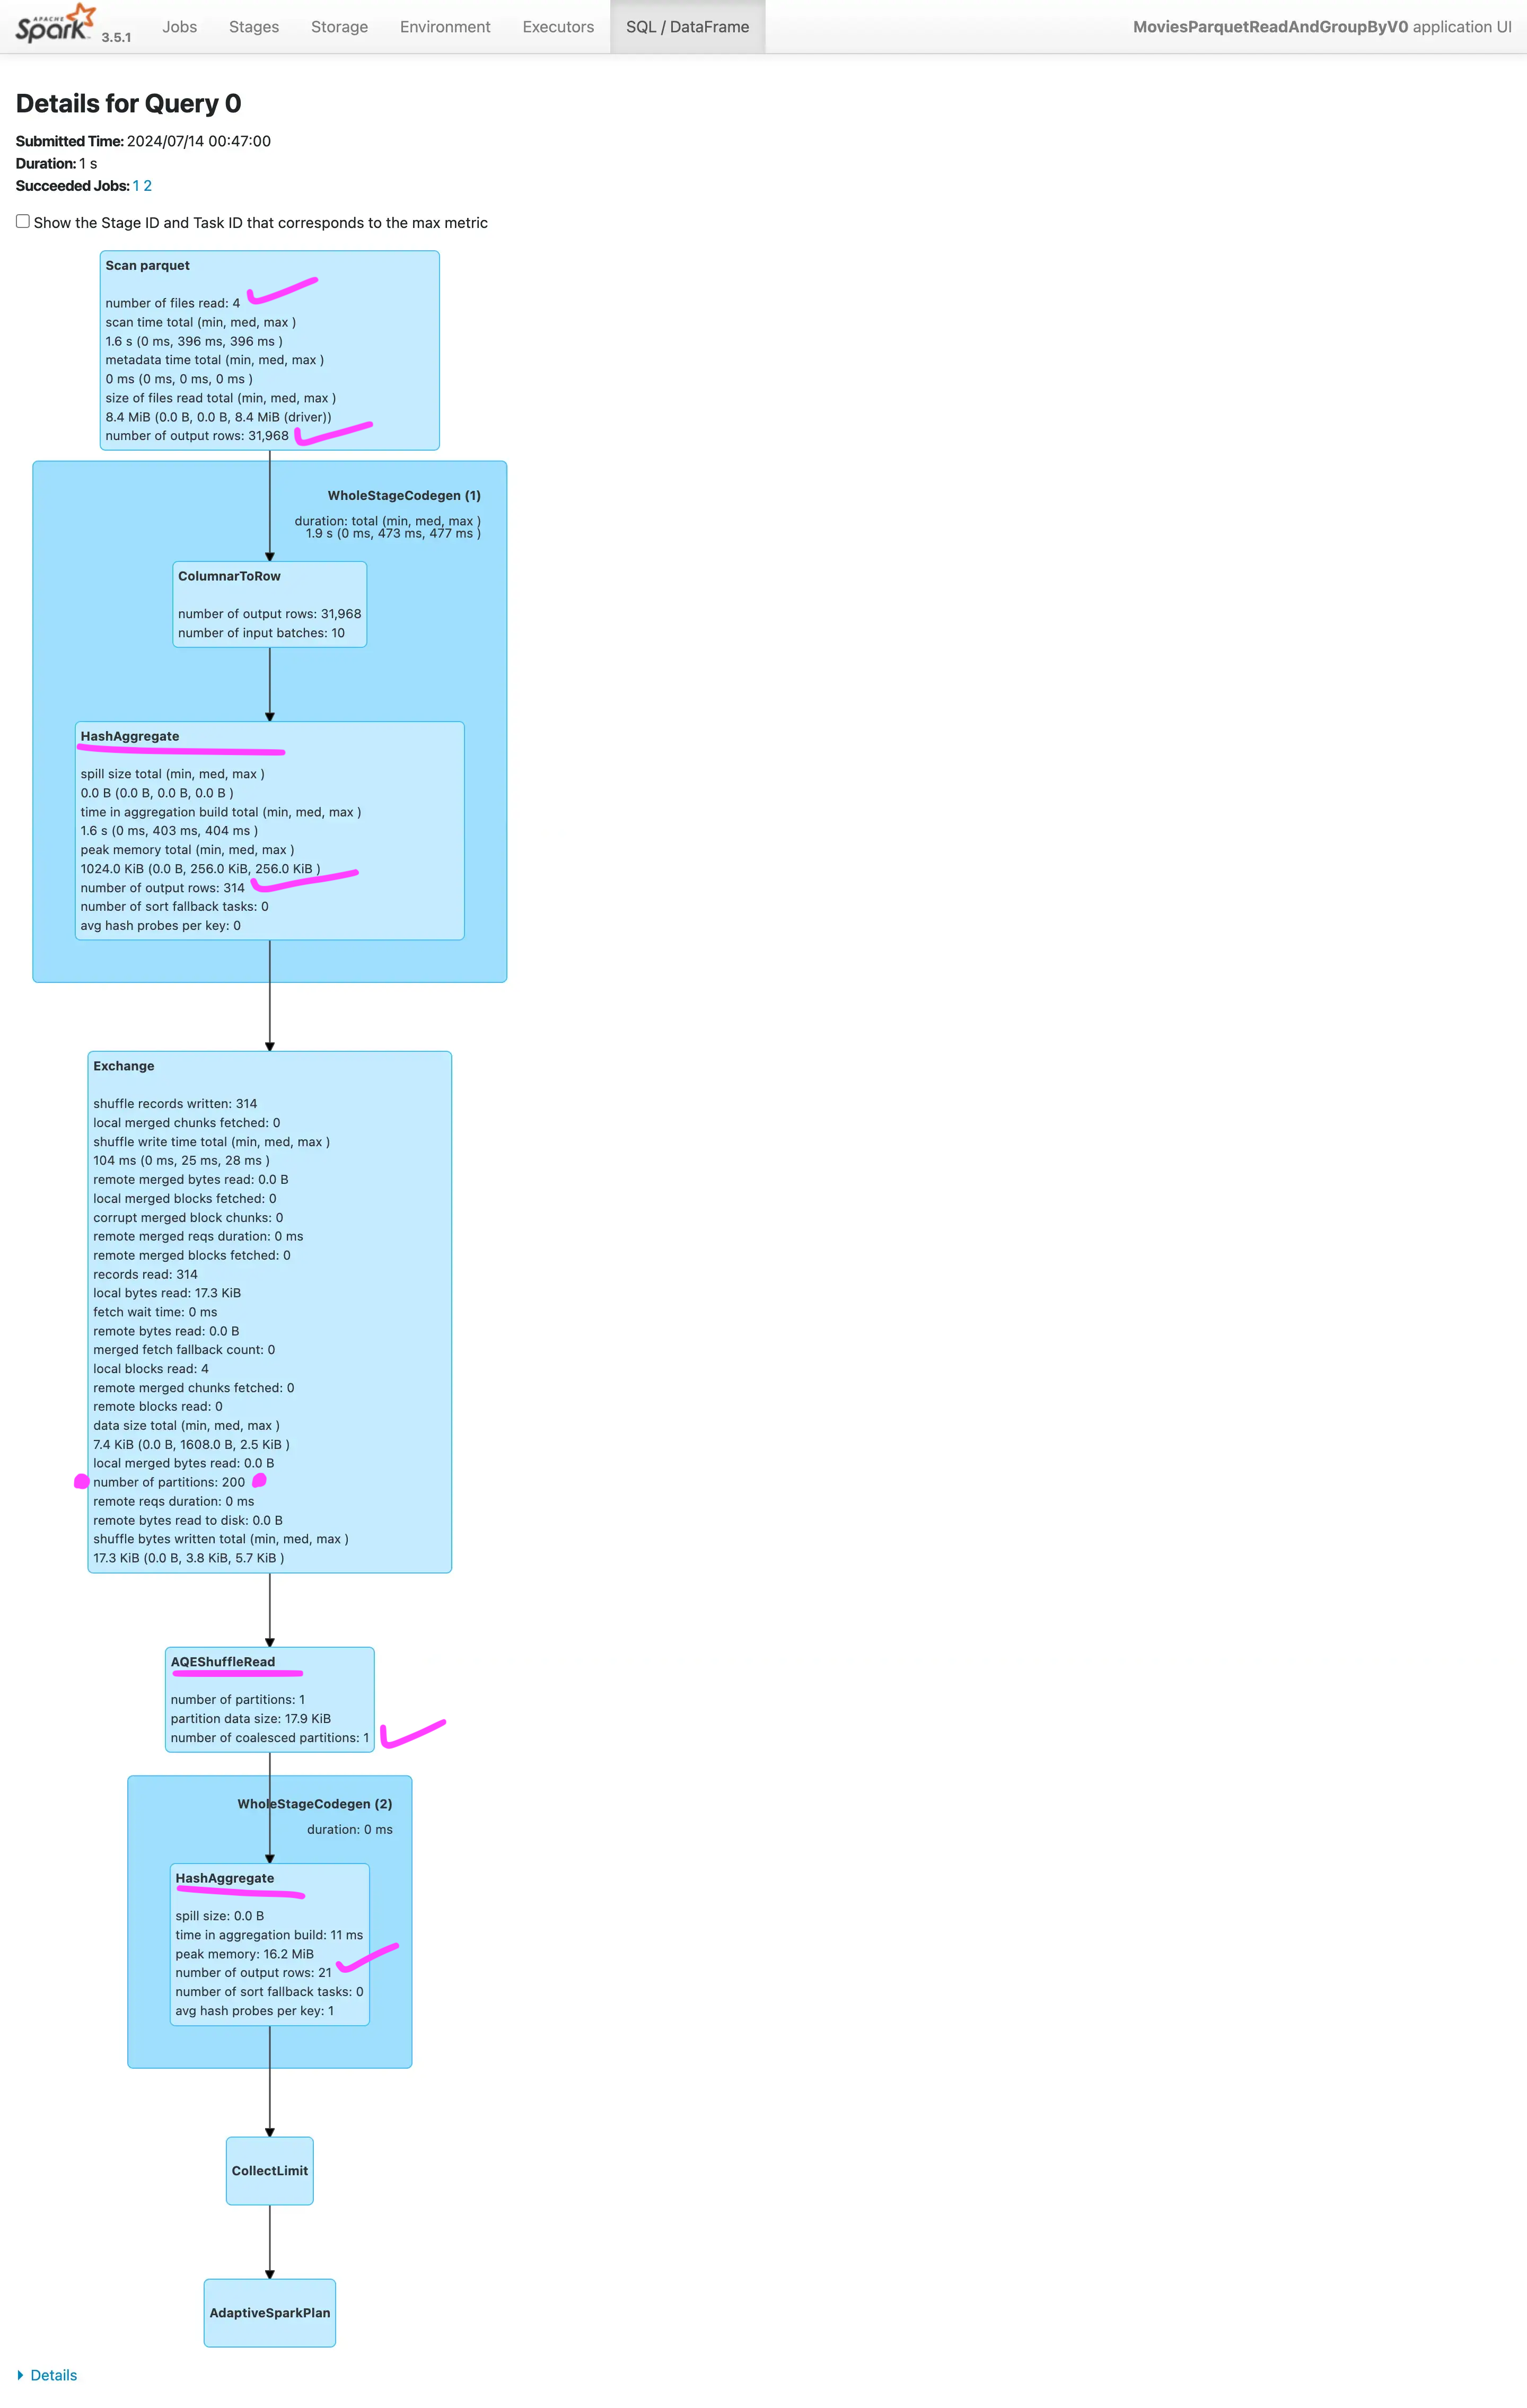 APACHE
Spark 3.5.1 Jobs Stages Storage Environment Executors SQL / DataFrame MoviesParquetReadAndGroupByV0 application UI
Details for Query 0
Submitted Time: 2024/07/14 00:47:00
Duration: 1 s
Succeeded Jobs: 1 2
Show the Stage ID and Task ID that corresponds to the max metric
Scan parquet
number of files read: 4
scan time total (min, med, max )
1.6 s (0 ms, 396 ms, 396 ms )
metadata time total (min, med, max )
0 ms (0 ms, 0 ms, 0 ms )
size of files read total (min, med, max )
8.4 MiB (0.0 B, 0.0 B, 8.4 MiB (driver))
number of output rows: 31,968
WholeStageCodegen (1)
duration: total (min, med, max )
1.9 s (0 ms, 473 ms, 477 ms )
ColumnarToRow
number of output rows: 31,968
number of input batches: 10
HashAggregate
spill size total (min, med, max )
0.0 B (0.0 B, 0.0 B, 0.0 B )
time in aggregation build total (min, med, max )
1.6 s (0 ms, 403 ms, 404 ms )
peak memory total (min, med, max )
1024.0 KiB (0.0 B, 256.0 KiB, 256.0 KiB )
number of output rows: 314
number of sort fallback tasks: 0
avg hash probes per key: 0
Exchange
shuffle records written: 314
local merged chunks fetched: 0
shuffle write time total (min, med, max )
104 ms (0 ms, 25 ms, 28 ms )
remote merged bytes read: 0.0 B
local merged blocks fetched: 0
corrupt merged block chunks: 0
remote merged reqs duration: 0 ms
remote merged blocks fetched: 0
records read: 314
local bytes read: 17.3 KiB
fetch wait time: 0 ms
remote bytes read: 0.0 B
merged fetch fallback count: 0
local blocks read: 4
remote merged chunks fetched: 0
remote blocks read: 0
data size total (min, med, max )
7.4 KiB (0.0 B, 1608.0 B, 2.5 KiB )
local merged bytes read: 0.0 B
number of partitions: 200
remote reqs duration: 0 ms
remote bytes read to disk: 0.0 B
shuffle bytes written total (min, med, max )
17.3 KiB (0.0 B, 3.8 KiB, 5.7 KiB )
AQEShuffleRead
number of partitions: 1
partition data size: 17.9 KiB
number of coalesced partitions: 1
WholeStageCodegen (2)
duration: 0 ms
HashAggregate
spill size: 0.0 B
time in aggregation build: 11 ms
peak memory: 16.2 MiB
number of output rows: 21
number of sort fallback tasks: 0
avg hash probes per key: 1
CollectLimit
AdaptiveSparkPlan
Details